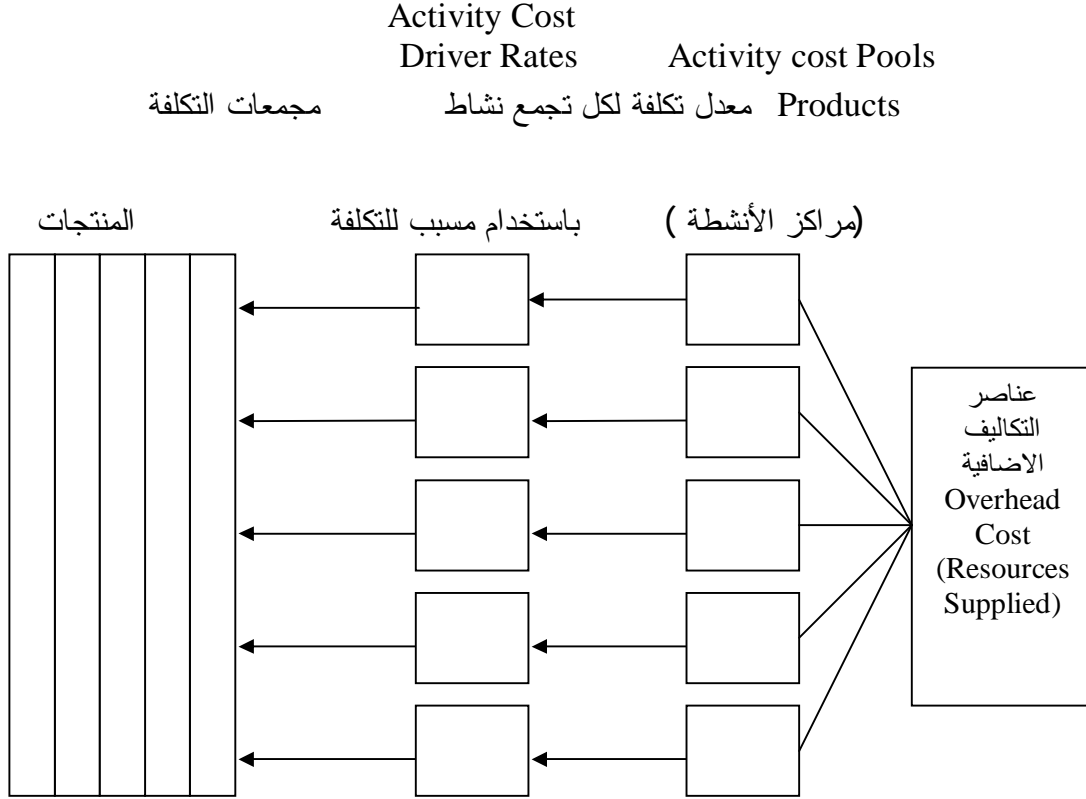 Activity Cost
Driver Rates Activity cost Pools
Products معدل تكلفة لكل تجمع نشاط مجمعات التكلفة
(مراكز الأنشطة ) باستخدام مسبب للتكلفة المنتجات
عناصر
التكاليف
الاضافية
Overhead
Cost
(Resources
Supplied)